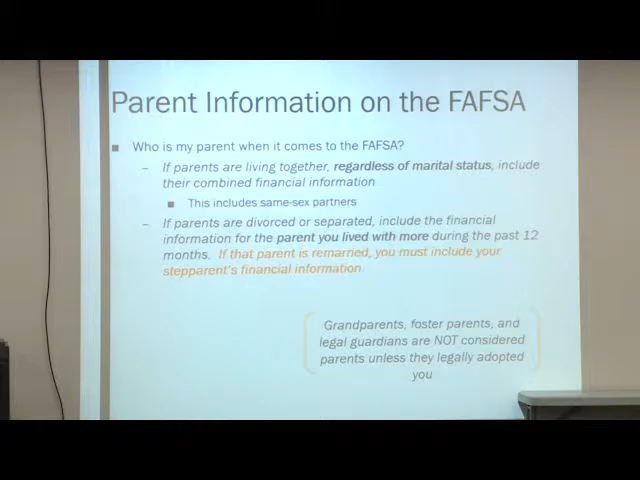 Parent Information on the FAFSA
Who is my parent when it comes to the FAFSA?
– If parents are living together, regardless of marital status, include
their combined financial information
This includes same-sex partners
– If parents are divorced or separated, include the financial
information for the parent you lived with more during the past 12
months. If that parent is remarried, you must include your
stepparent's financial information
Grandparents, foster parents, and
legal guardians are NOT considered
parents unless they legally adopted
you